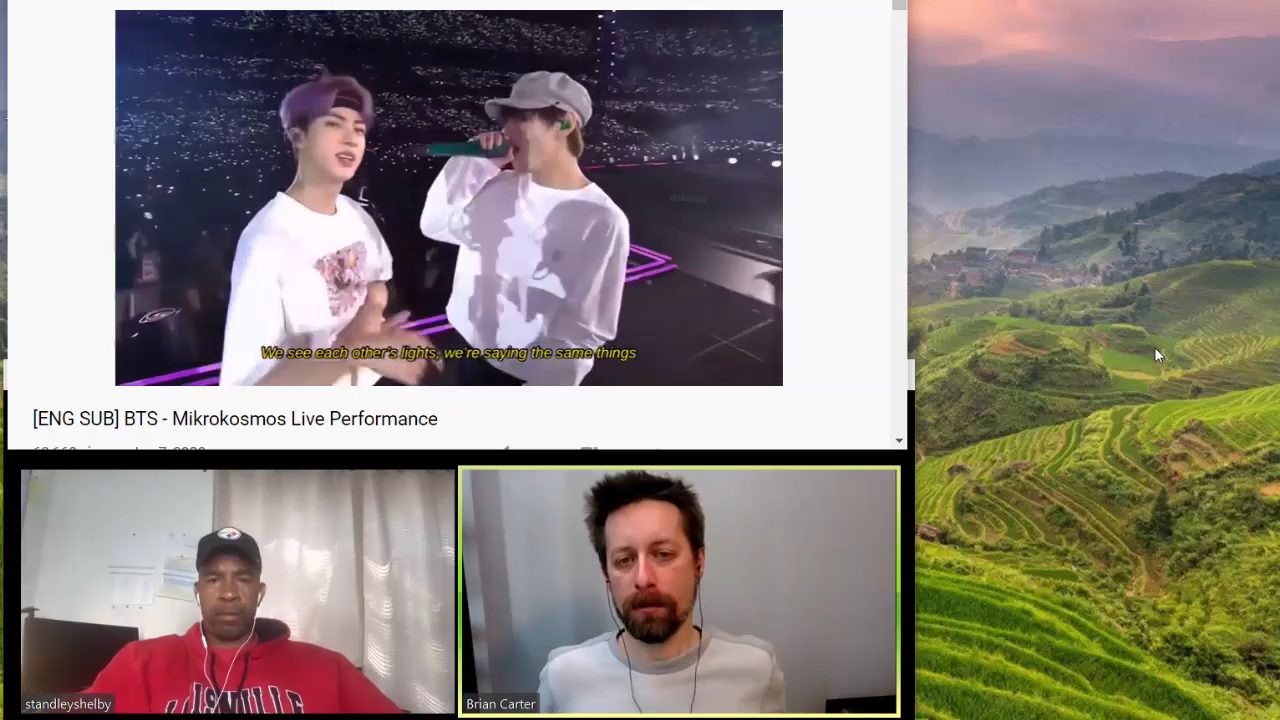 We see each other's lights, we're saying the same things
[ENG SUB] BTS - Mikrokosmos Live Performance
standleyshelby
Brian Carter